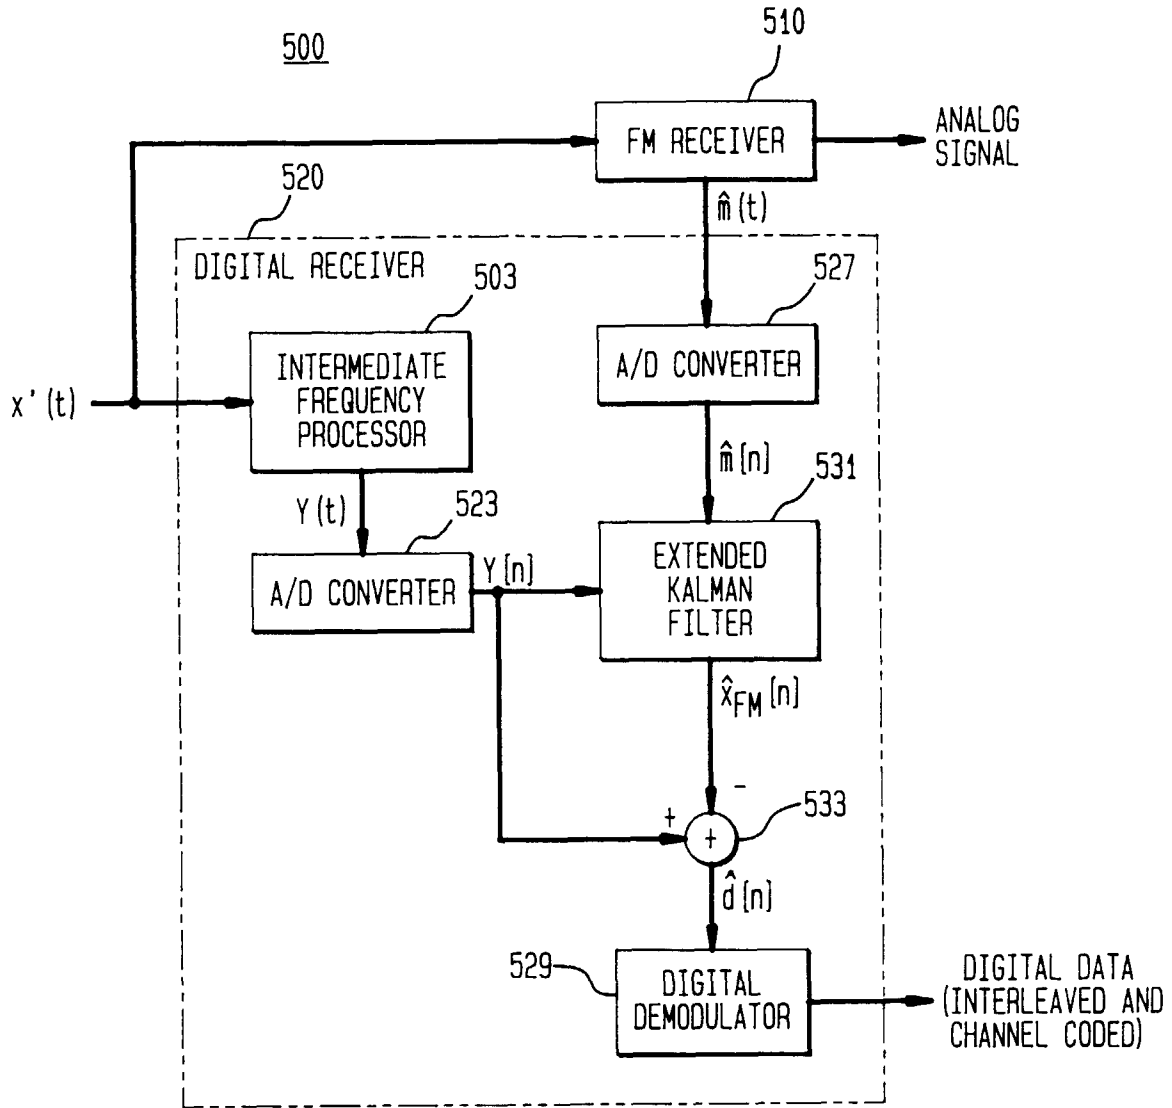 500
510
FM RECEIVER
ANALOG
SIGNAL
520
m̂(t)
DIGITAL RECEIVER
503
527
INTERMEDIATE
FREQUENCY
PROCESSOR
A/D CONVERTER
x'(t)
m̂[n]
531
Y(t)
523
A/D CONVERTER
Y[n]
EXTENDED
KALMAN
FILTER
x̂FM[n]
-
+
+
533
d̂[n]
529
DIGITAL
DEMODULATOR
DIGITAL DATA
(INTERLEAVED AND
CHANNEL CODED)